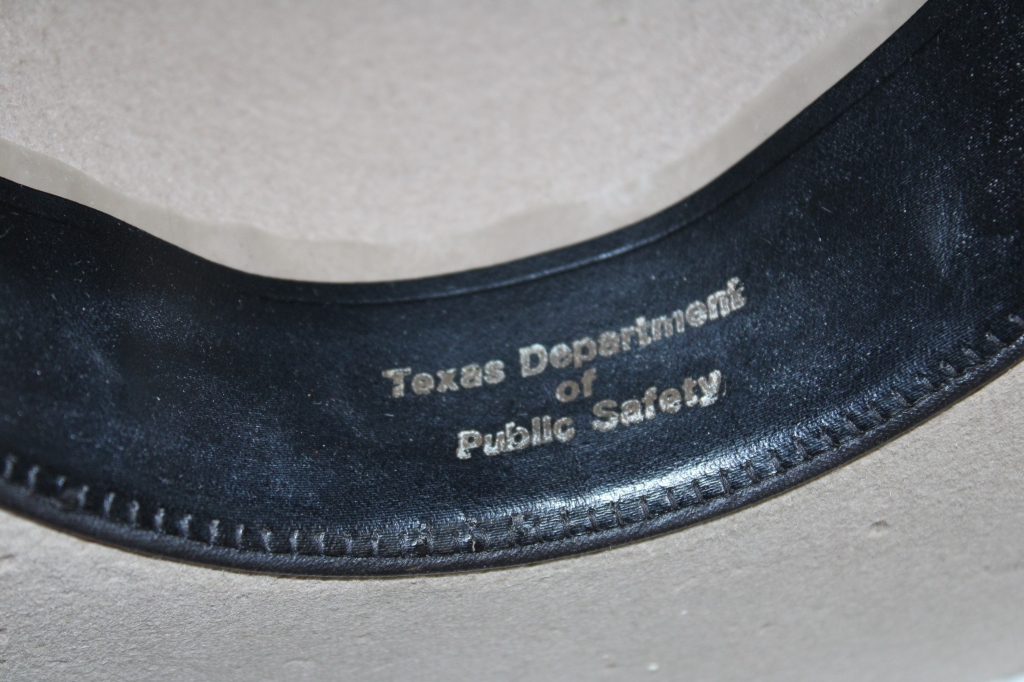 Texas Department
of
Public Safety